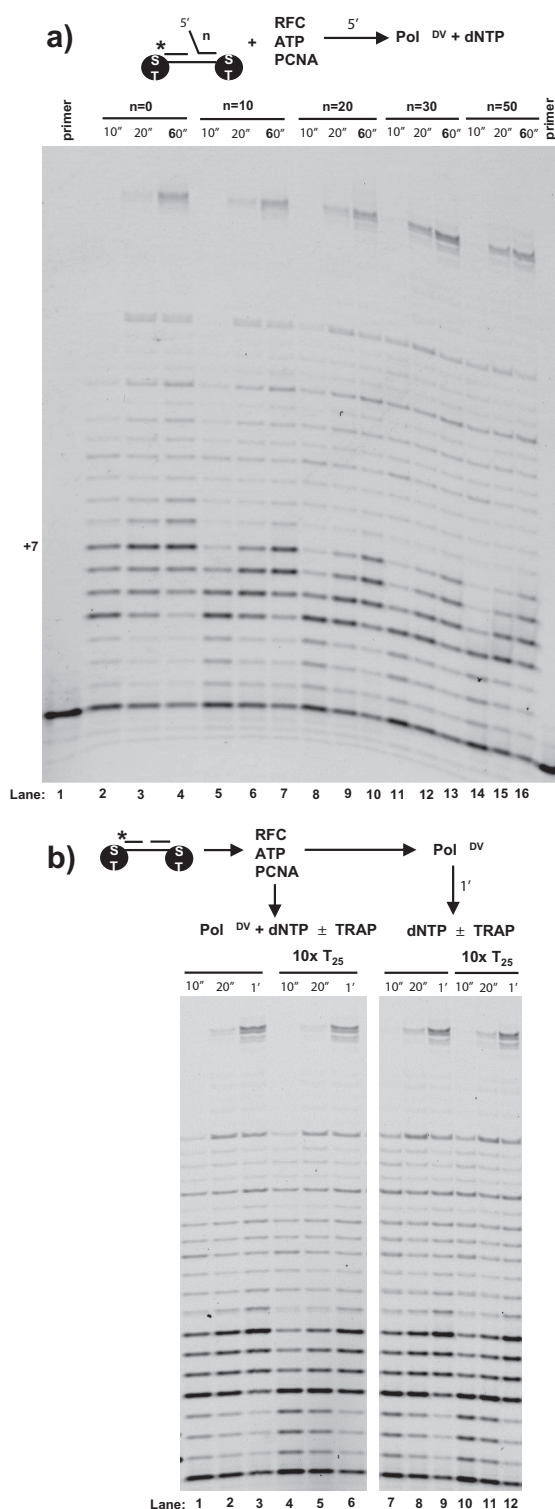 a)
5′ n
*
S T S T
+
RFC
ATP
PCNA
5′
Pol DV + dNTP
primer n=0 n=10 n=20 n=30 n=50 primer
10″ 20″ 60″ 10″ 20″ 60″ 10″ 20″ 60″ 10″ 20″ 60″ 10″ 20″ 60″
r
+7
Lane: 1 2 3 4 5 6 7 8 9 10 11 12 13 14 15 16
b)
*
S T S T
RFC
ATP
PCNA
Pol DV
1′
Pol DV + dNTP ± TRAP dNTP ± TRAP
10x T25 10x T25
10″ 20″ 1′ 10″ 20″ 1′ 10″ 20″ 1′ 10″ 20″ 1′
Lane: 1 2 3 4 5 6 7 8 9 10 11 12